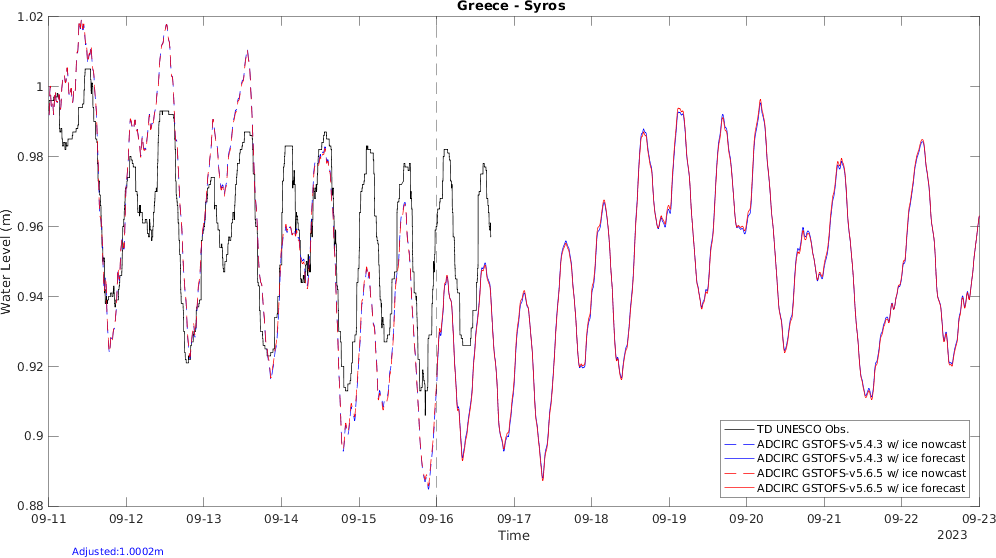 Greece - Syros
1.02
1
0.98
0.96
0.94
0.92
0.9
0.88
Water Level (m)
09-11
09-12
09-13
09-14
09-15
09-16
09-17
09-18
09-19
09-20
09-21
09-22
09-23
Time
2023
TD UNESCO Obs.
ADCIRC GSTOFS-v5.4.3 w/ ice nowcast
ADCIRC GSTOFS-v5.4.3 w/ ice forecast
ADCIRC GSTOFS-v5.6.5 w/ ice nowcast
ADCIRC GSTOFS-v5.6.5 w/ ice forecast
Adjusted:1.0002m